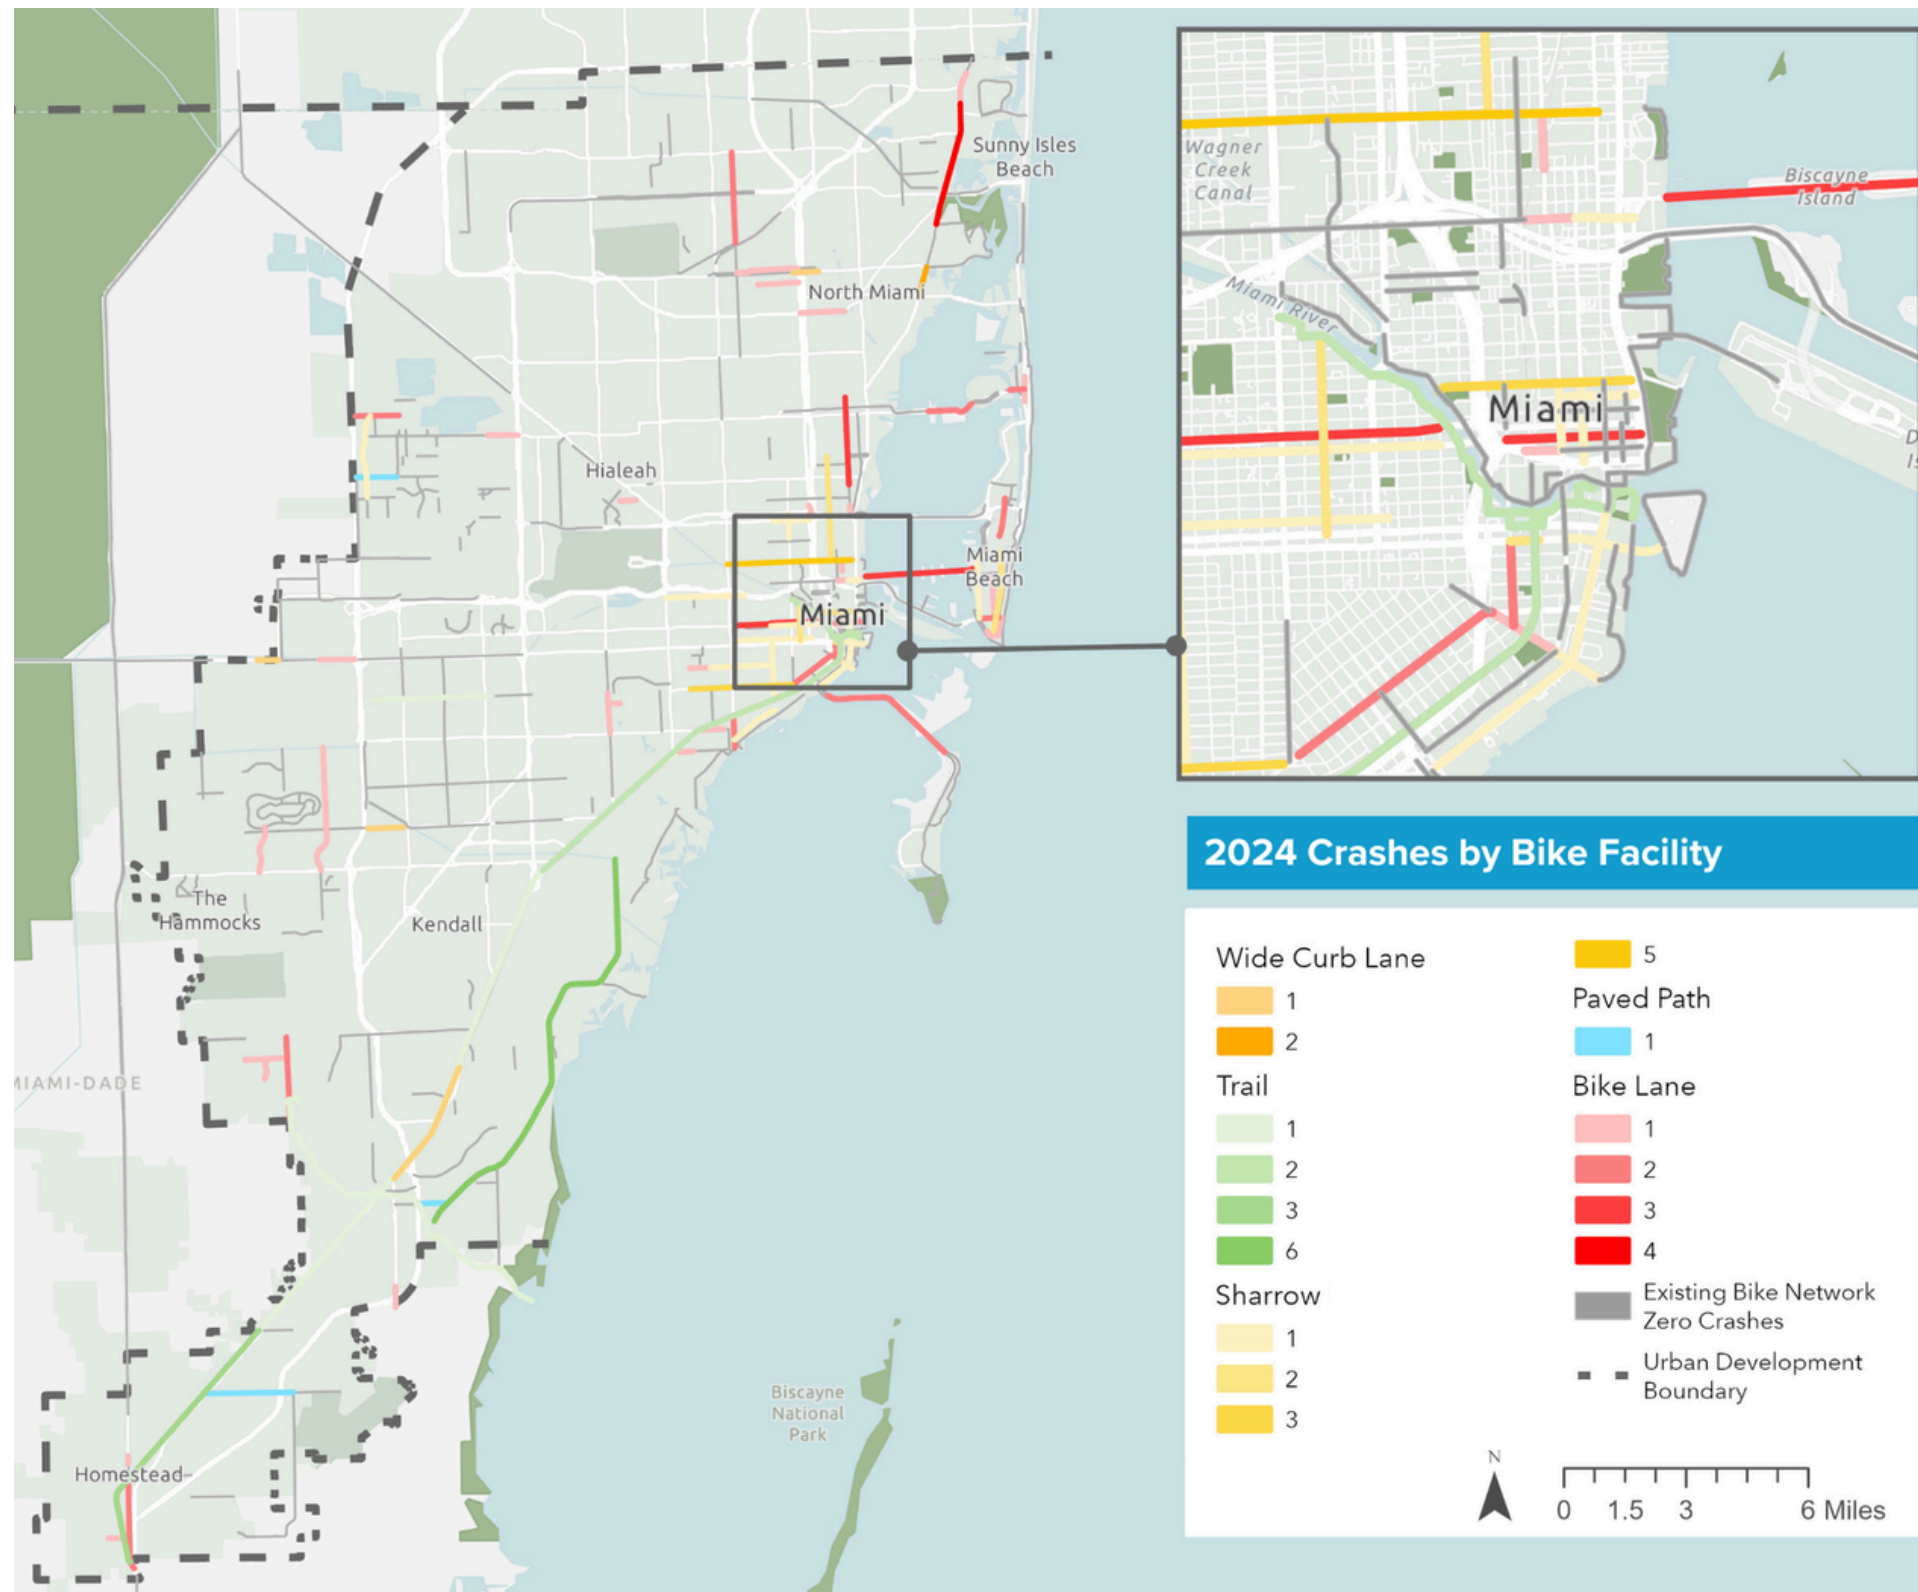 Sunny Isles
Beach
North Miami
Hialeah
Miami
Beach
Miami
The
Hammocks
Kendall
MIAMI-DADE
Homestead
Biscayne
National
Park
Wagner
Creek
Canal
Biscayne
Island
Miami River
Miami
2024 Crashes by Bike Facility
Wide Curb Lane
1
2
Trail
1
2
3
6
Sharrow
1
2
3
5
Paved Path
1
Bike Lane
1
2
3
4
Existing Bike Network
Zero Crashes
Urban Development
Boundary
N
0 1.5 3 6 Miles